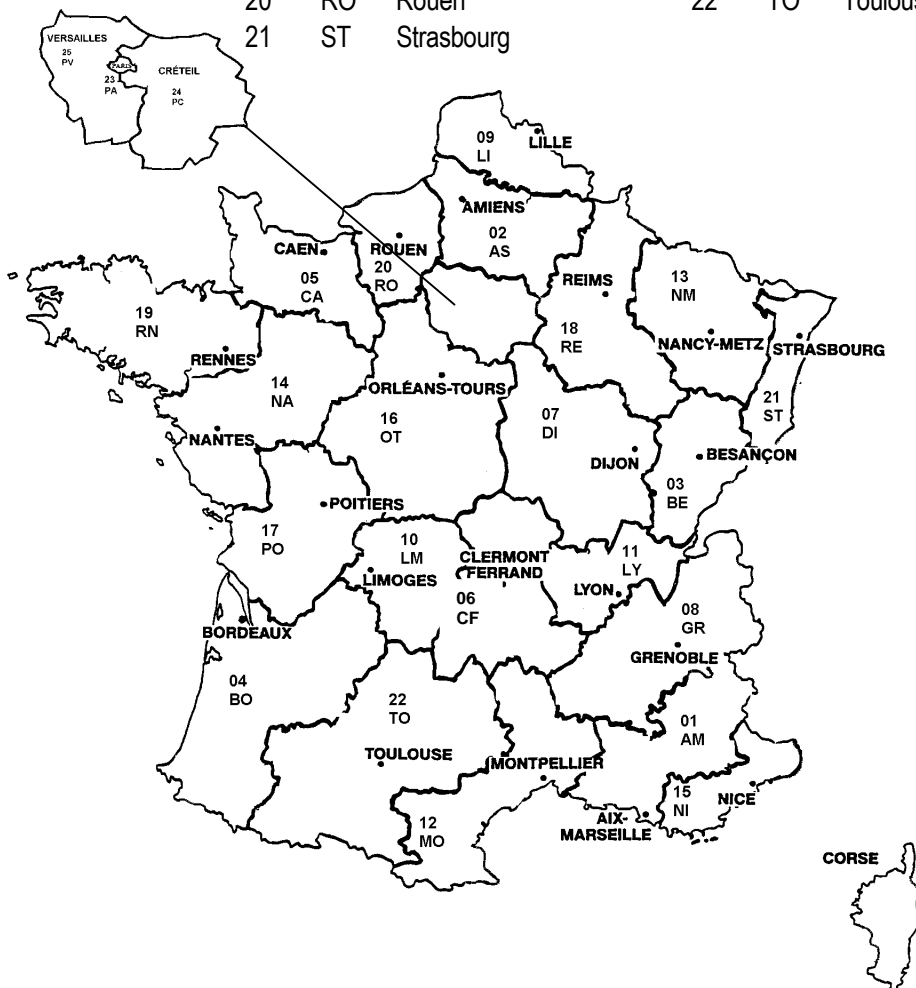 20 RO Rouen 22 TO Toulous
21 ST Strasbourg
VERSAILLES
25
PV
PARIS
23
PA
CRÉTEIL
24
PC
09
LI
LILLE
AMIENS
02
AS
CAEN
05
CA
ROUEN
20
RO
REIMS
18
RE
13
NM
NANCY-METZ
STRASBOURG
21
ST
19
RN
RENNES
14
NA
NANTES
ORLÉANS-TOURS
16
OT
07
DI
DIJON
BESANÇON
03
BE
POITIERS
17
PO
10
LM
LIMOGES
CLERMONT
FERRAND
06
CF
11
LY
LYON
08
GR
GRENOBLE
BORDEAUX
04
BO
22
TO
TOULOUSE
MONTPELLIER
12
MO
01
AM
AIX-
MARSEILLE
15
NI
NICE
CORSE